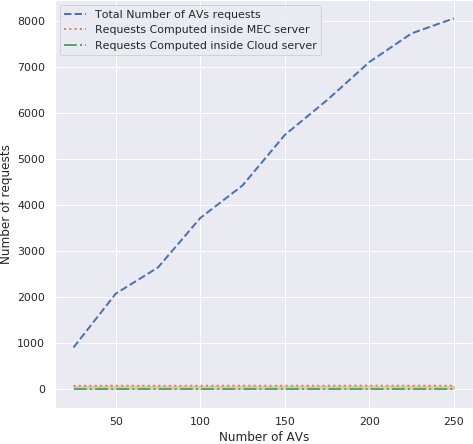 Total Number of AVs requests
Requests Computed inside MEC server
Requests Computed inside Cloud server
8000
7000
6000
5000
4000
3000
2000
1000
0
Number of requests
50
100
150
200
250
Number of AVs